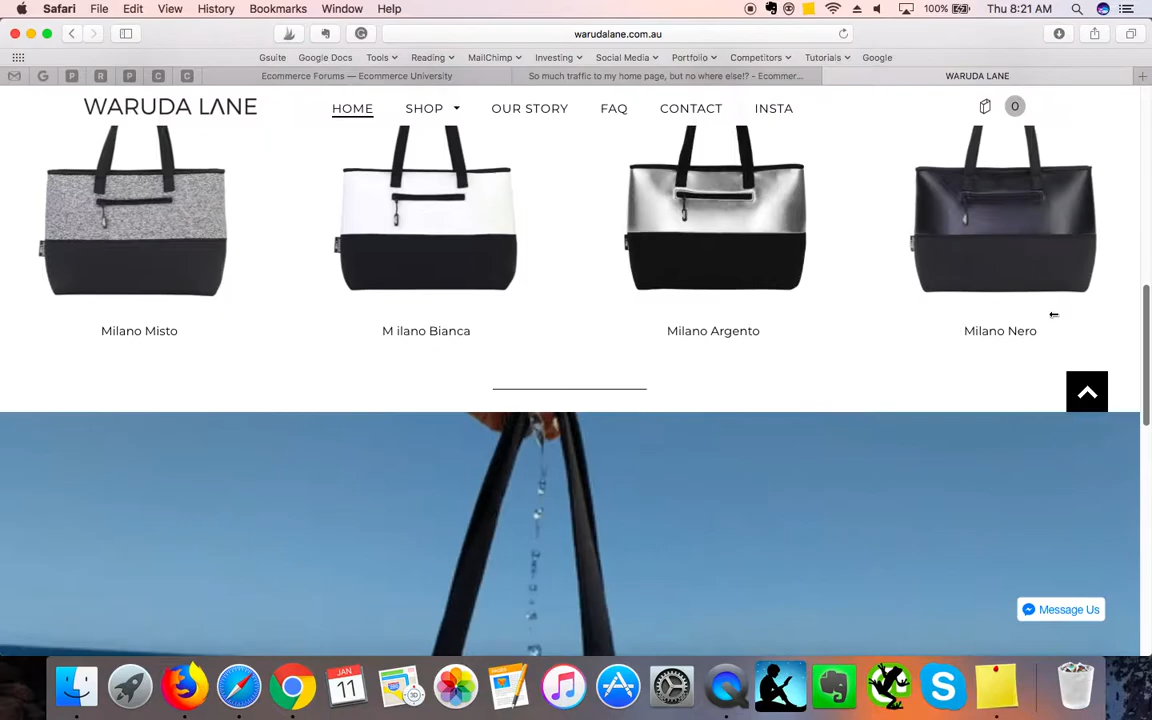 Safari File Edit View History Bookmarks Window Help 100% Thu 8:21 AM
warudalane.com.au
Gsuite Google Docs Tools Reading MailChimp Investing Social Media Portfolio Competitors Tutorials Google
G P R P C C Ecommerce Forums — Ecommerce University So much traffic to my home page, but no where else!? - Ecommer... WARUDA LANE
WARUDA LANE HOME SHOP OUR STORY FAQ CONTACT INSTA 0
Milano Misto M ilano Bianca Milano Argento Milano Nero
Message Us
JAN
11
3D